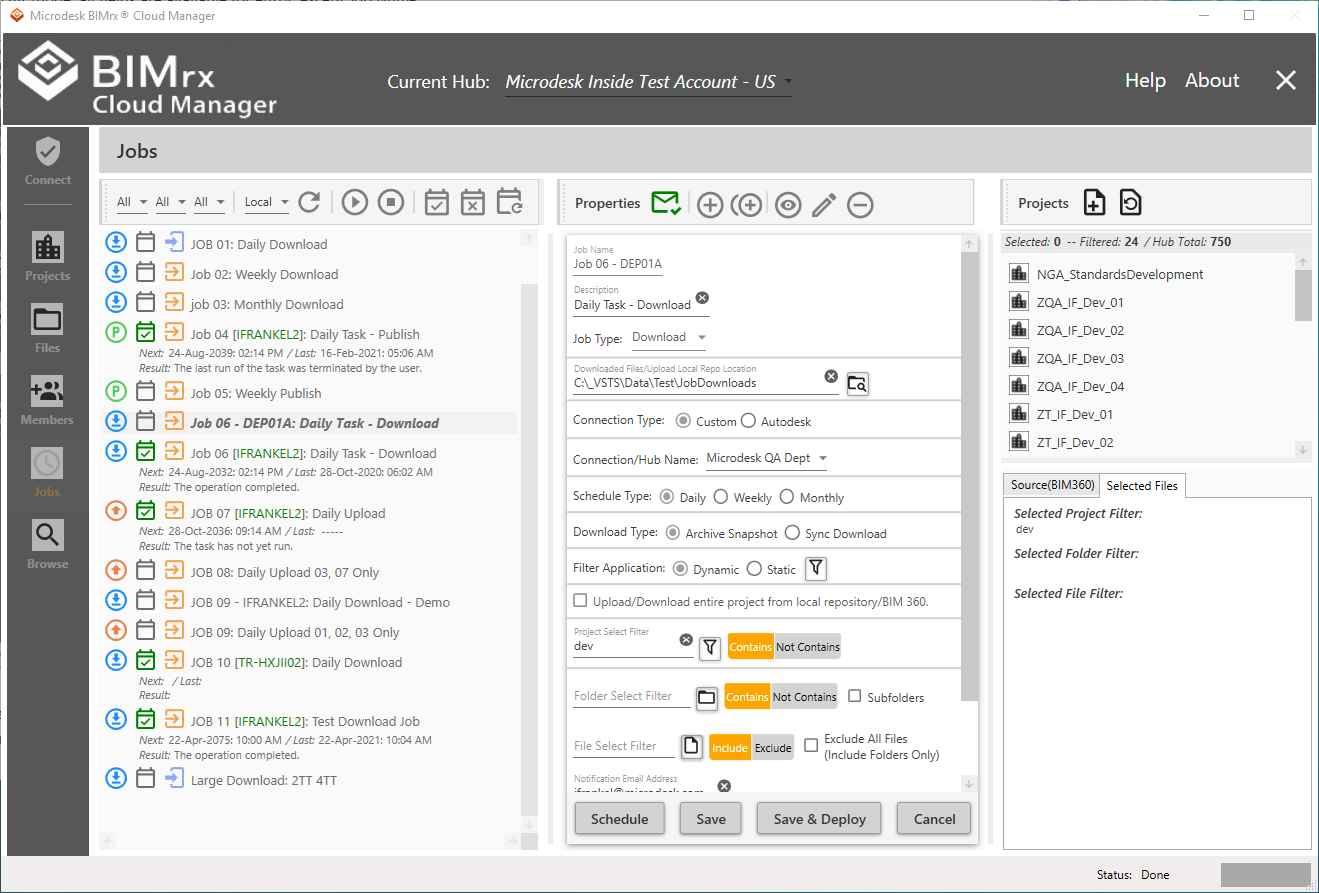 Microdesk BIMrx® Cloud Manager
BIMrx
Cloud Manager
Current Hub: Microdesk Inside Test Account - US
Help About
Connect
Projects
Files
Members
Jobs
Browse
Jobs
All All All Local
JOB 01: Daily Download
Job 02: Weekly Download
job 03: Monthly Download
P Job 04 [IFRANKEL2]: Daily Task - Publish
Next: 24-Aug-2039: 02:14 PM / Last: 16-Feb-2021: 05:06 AM
Result: The last run of the task was terminated by the user.
P Job 05: Weekly Publish
Job 06 - DEP01A: Daily Task - Download
Job 06 [IFRANKEL2]: Daily Task - Download
Next: 24-Aug-2032: 02:14 PM / Last: 28-Oct-2020: 06:02 AM
Result: The operation completed.
JOB 07 [IFRANKEL2]: Daily Upload
Next: 28-Oct-2036: 09:14 AM / Last: -----
Result: The task has not yet run.
JOB 08: Daily Upload 03, 07 Only
JOB 09 - IFRANKEL2: Daily Download - Demo
JOB 09: Daily Upload 01, 02, 03 Only
JOB 10 [TR-HXJII02]: Daily Download
Next: / Last:
Result:
JOB 11 [IFRANKEL2]: Test Download Job
Next: 22-Apr-2075: 10:00 AM / Last: 22-Apr-2021: 10:04 AM
Result: The operation completed.
Large Download: 2TT 4TT
Properties
Job Name
Job 06 - DEP01A
Description
Daily Task - Download
Job Type: Download
Downloaded Files/Upload Local Repo Location
C:\_VSTS\Data\Test\JobDownloads
Connection Type: Custom Autodesk
Connection/Hub Name: Microdesk QA Dept
Schedule Type: Daily Weekly Monthly
Download Type: Archive Snapshot Sync Download
Filter Application: Dynamic Static
Upload/Download entire project from local repository/BIM 360.
Project Select Filter
dev
Contains Not Contains
Folder Select Filter Contains Not Contains Subfolders
File Select Filter Include Exclude Exclude All Files
(Include Folders Only)
Notification Email Address
ifrankel@microdesk.com
Schedule Save Save & Deploy Cancel
Projects
Selected: 0 -- Filtered: 24 / Hub Total: 750
NGA_StandardsDevelopment
ZQA_IF_Dev_01
ZQA_IF_Dev_02
ZQA_IF_Dev_03
ZQA_IF_Dev_04
ZT_IF_Dev_01
ZT_IF_Dev_02
Source(BIM360) Selected Files
Selected Project Filter:
dev
Selected Folder Filter:
Selected File Filter:
Status: Done